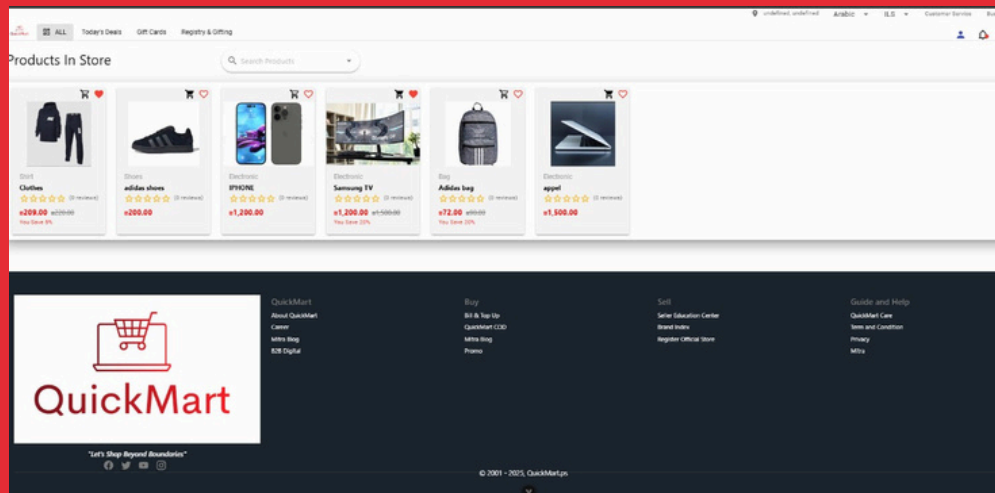 undefined, undefined Arabic ILS Customer Service
ALL Today's Deals Gift Cards Registry & Gifting
Products In Store
Search Products
Shirt
Clothes
(0 reviews)
₪209.00 ₪220.00
You Save 5%
Shoes
adidas shoes
(0 reviews)
₪200.00
Electronic
IPHONE
(0 reviews)
₪1,200.00
Electronic
Samsung TV
(0 reviews)
₪1,200.00 ₪1,500.00
You Save 20%
Bag
Adidas bag
(0 reviews)
₪72.00 ₪90.00
You Save 20%
Electronic
appel
(0 reviews)
₪1,500.00
QuickMart
"Let's Shop Beyond Boundaries"
QuickMart
About QuickMart
Career
Mitra Blog
B2B Digital
Buy
Bill & Top Up
QuickMart COD
Mitra Blog
Promo
Sell
Seller Education Center
Brand Index
Register Official Store
Guide and Help
QuickMart Care
Term and Condition
Privacy
Mitra
© 2001 - 2025, QuickMart.ps